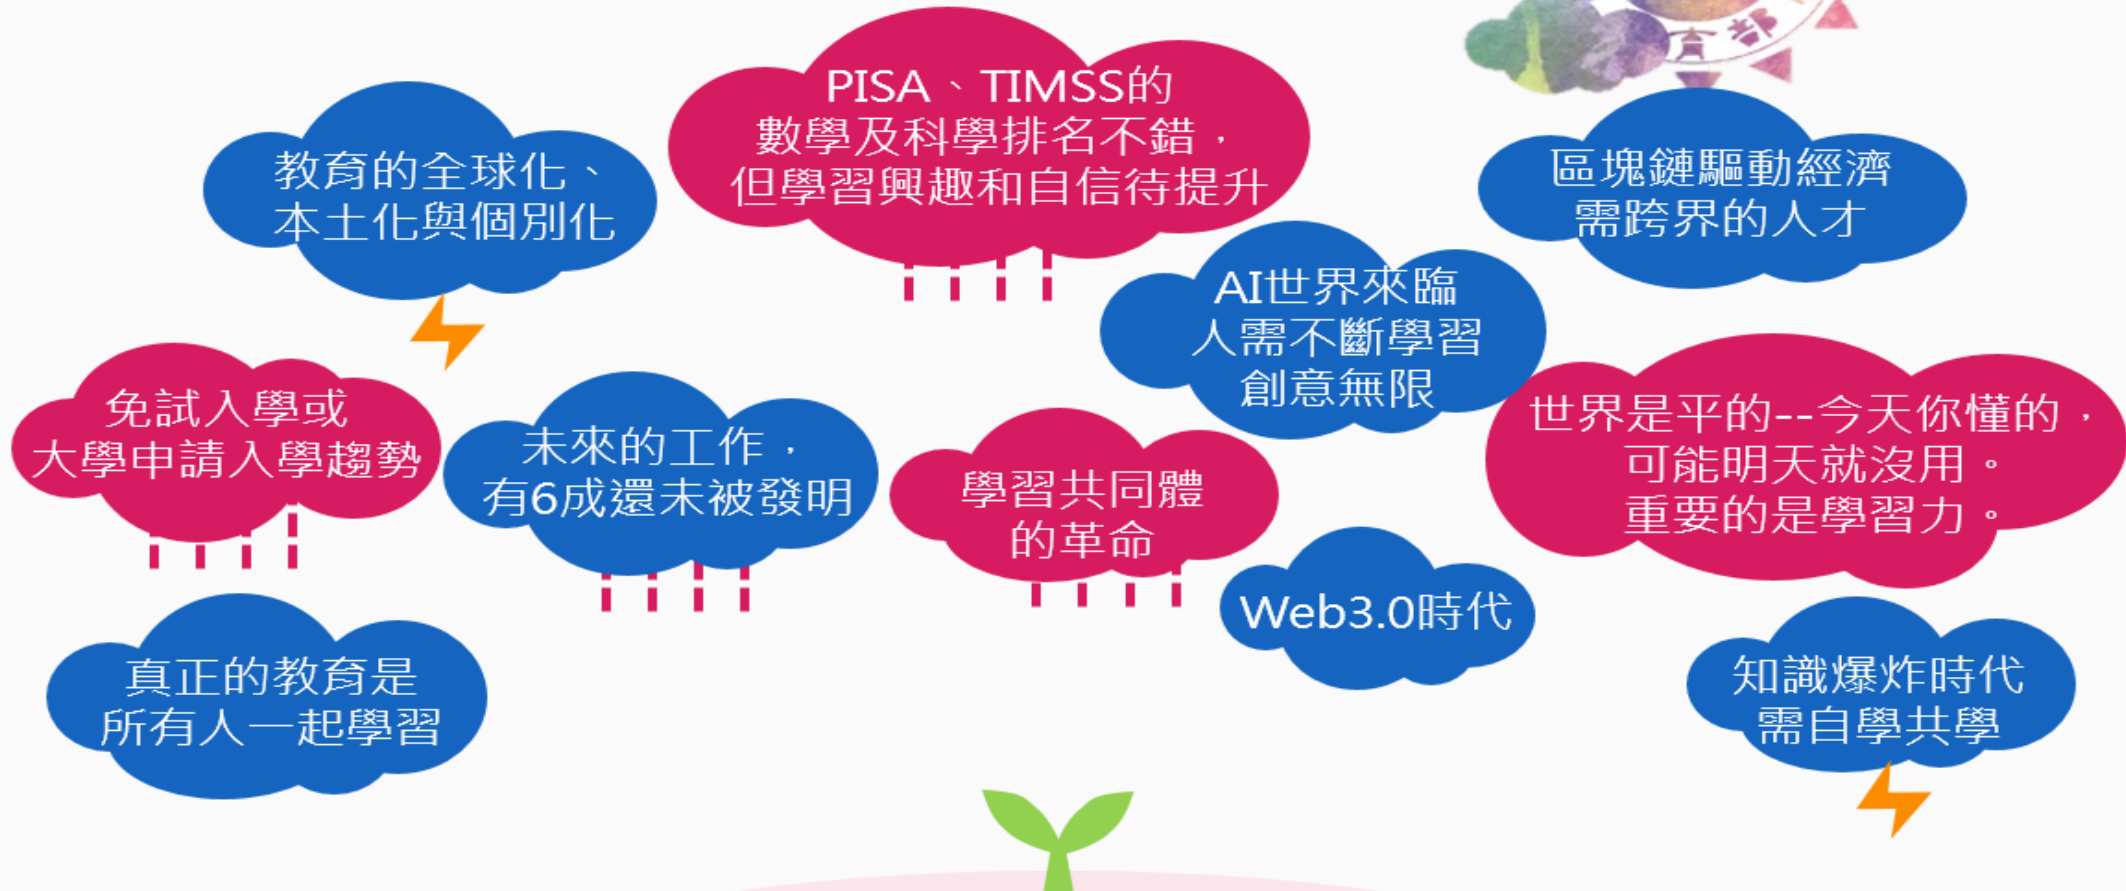 育部
PISA、TIMSS的
數學及科學排名不錯，
但學習興趣和自信待提升
教育的全球化、
本土化與個別化
區塊鏈驅動經濟
需跨界的人才
AI世界來臨
人需不斷學習
創意無限
免試入學或
大學申請入學趨勢
未來的工作，
有6成還未被發明
學習共同體
的革命
世界是平的--今天你懂的，
可能明天就沒用。
重要的是學習力。
Web3.0時代
真正的教育是
所有人一起學習
知識爆炸時代
需自學共學